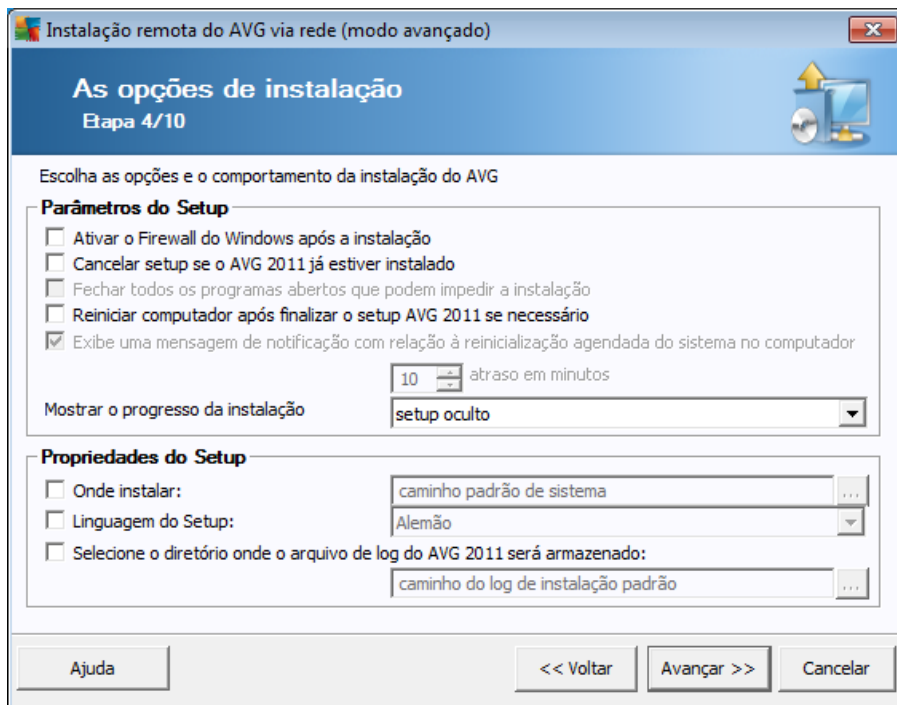 Instalação remota do AVG via rede (modo avançado)
As opções de instalação
Etapa 4/10
Escolha as opções e o comportamento da instalação do AVG
Parâmetros do Setup
Ativar o Firewall do Windows após a instalação
Cancelar setup se o AVG 2011 já estiver instalado
Fechar todos os programas abertos que podem impedir a instalação
Reiniciar computador após finalizar o setup AVG 2011 se necessário
Exibe uma mensagem de notificação com relação à reinicialização agendada do sistema no computador
10 atraso em minutos
Mostrar o progresso da instalação setup oculto
Propriedades do Setup
Onde instalar: caminho padrão de sistema ...
Linguagem do Setup: Alemão
Selecione o diretório onde o arquivo de log do AVG 2011 será armazenado:
caminho do log de instalação padrão ...
Ajuda << Voltar Avançar >> Cancelar